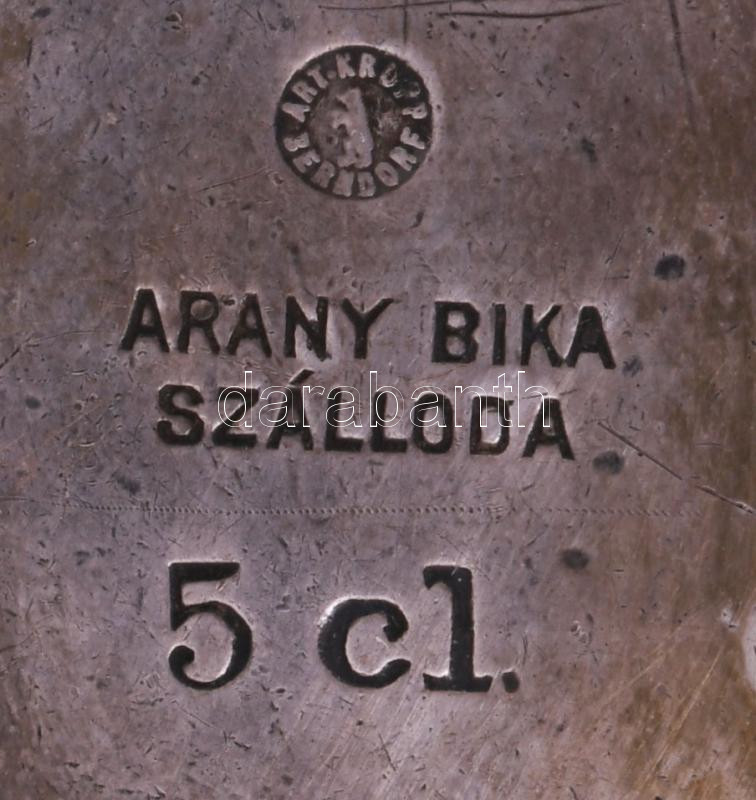 ART. KRUPP
BERNDORF
ARANY BIKA
SZÁLLODA
darabanth
5 cl.